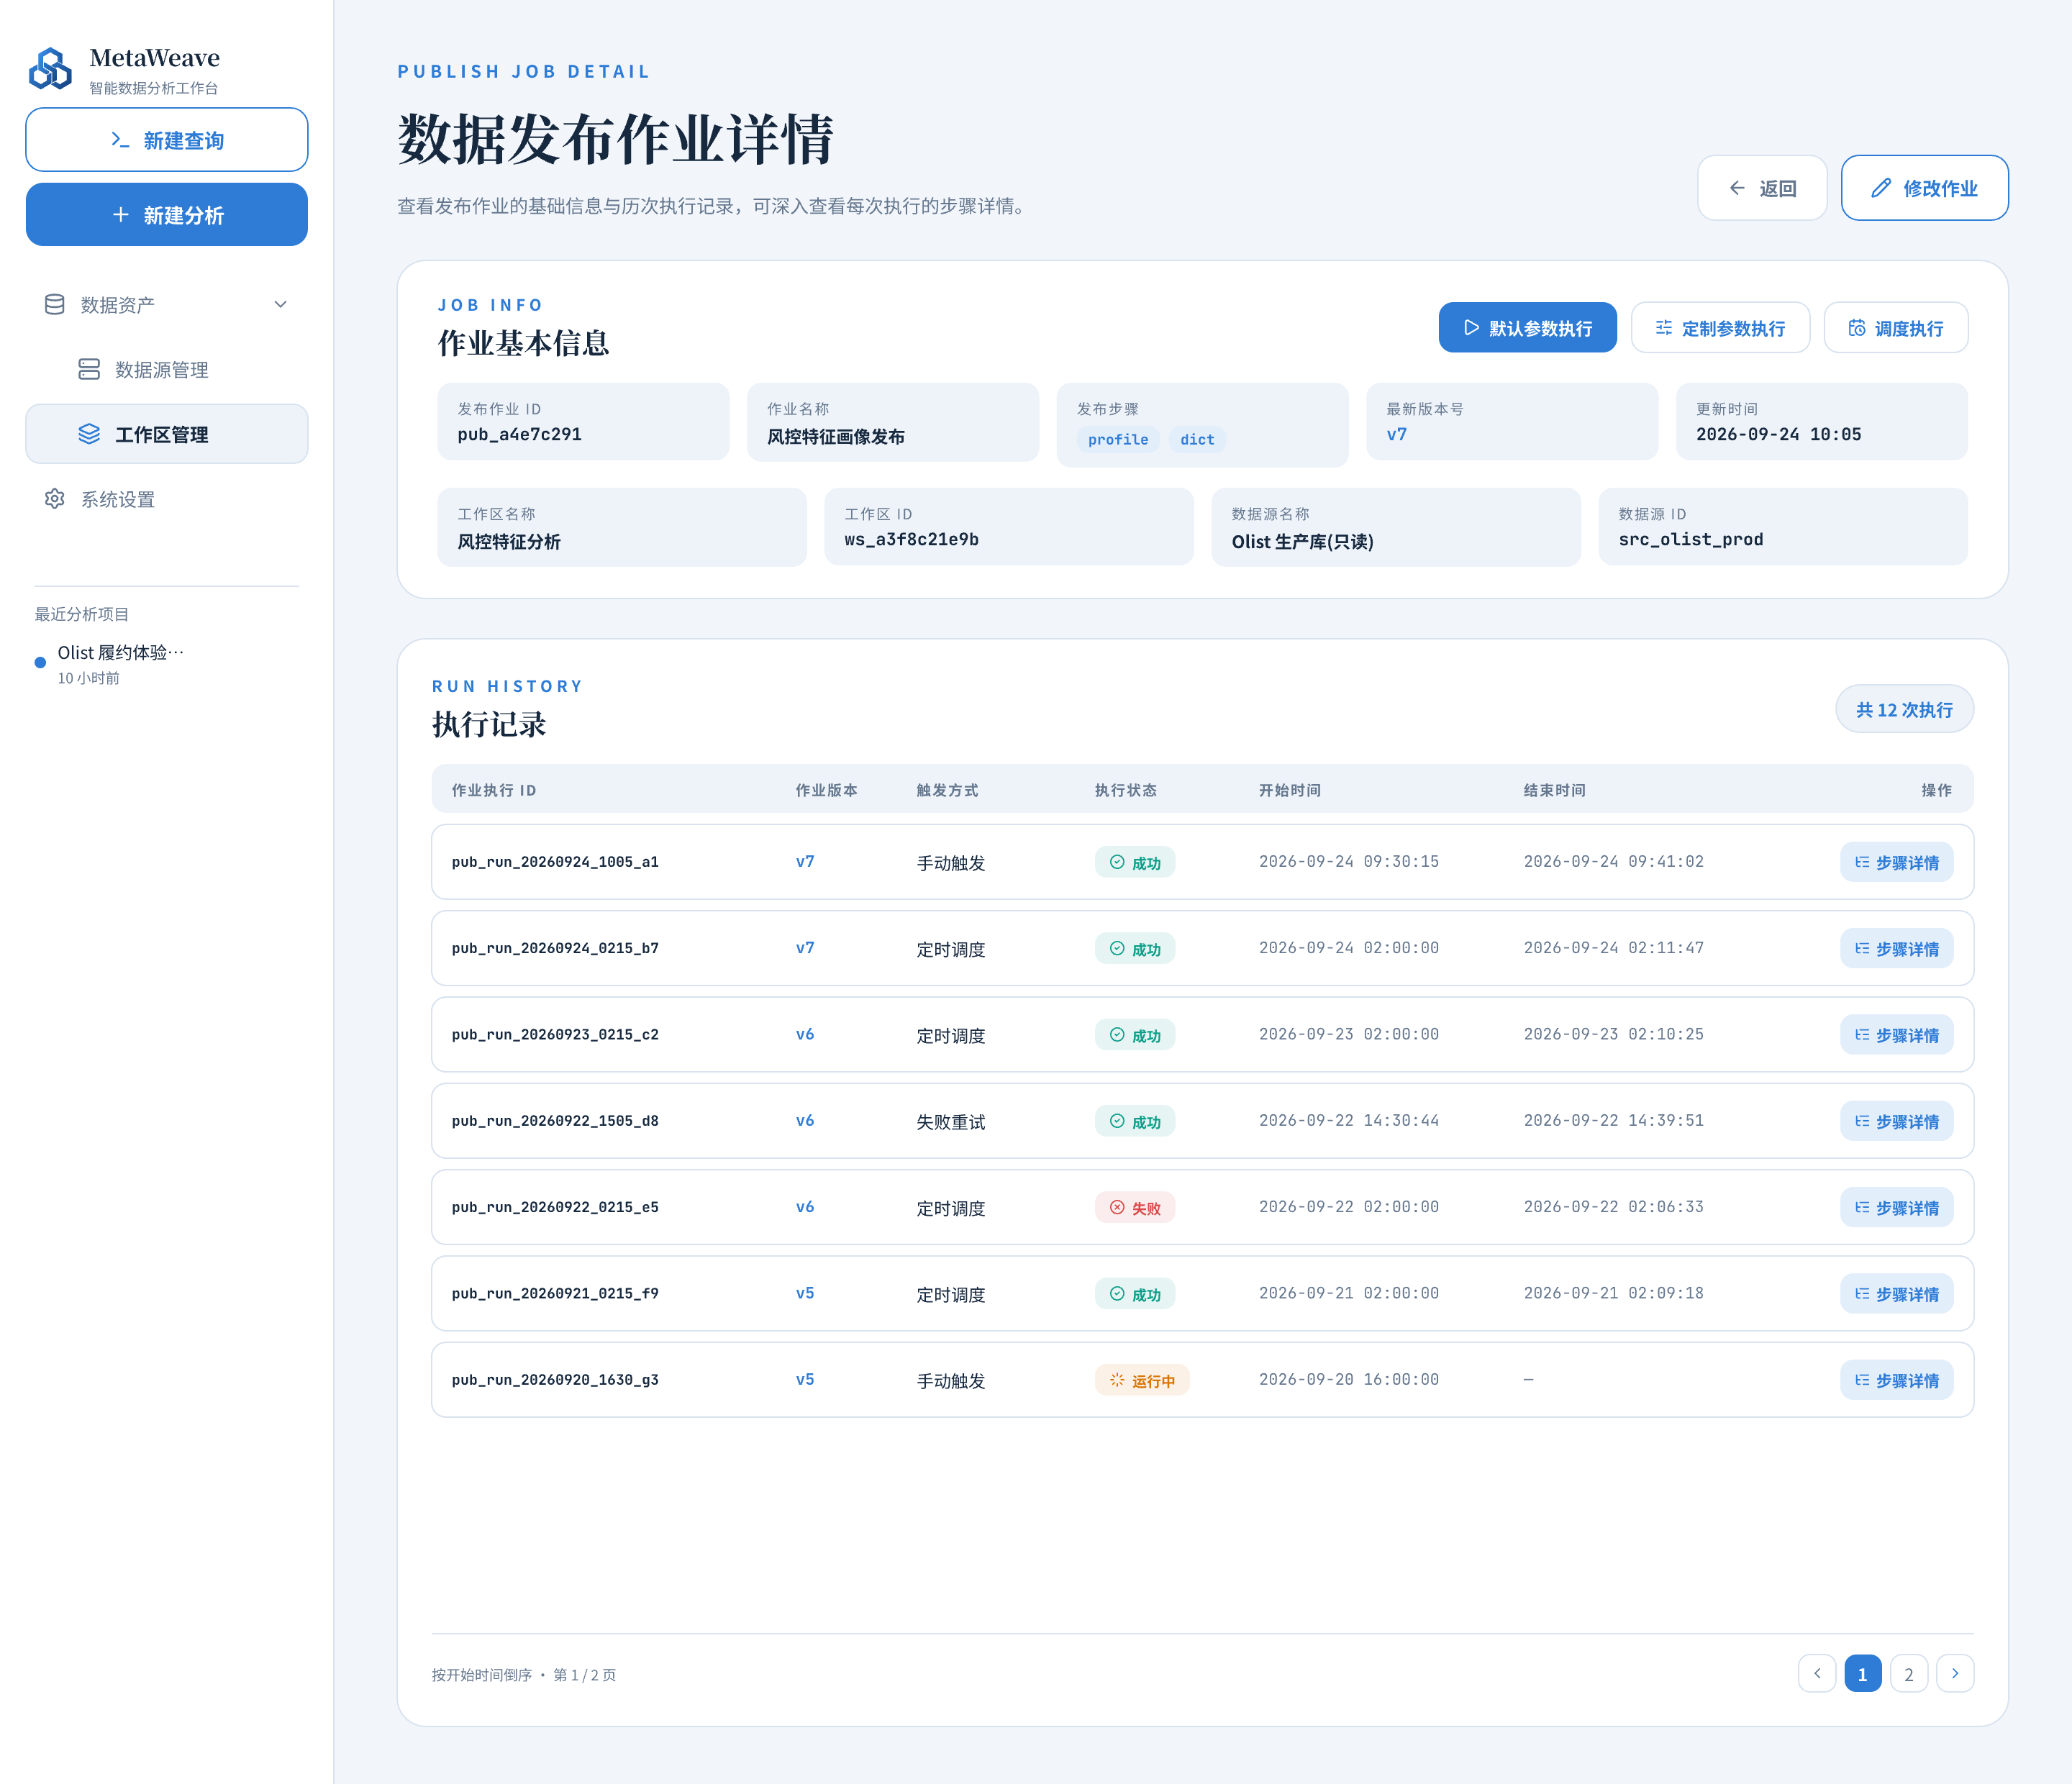 MetaWeave
智能数据分析工作台
新建查询
新建分析
数据资产
数据源管理
工作区管理
系统设置
最近分析项目
Olist 履约体验…
10 小时前
PUBLISH JOB DETAIL
数据发布作业详情
查看发布作业的基础信息与历次执行记录，可深入查看每次执行的步骤详情。
返回
修改作业
JOB INFO
作业基本信息
默认参数执行
定制参数执行
调度执行
发布作业 ID
pub_a4e7c291
作业名称
风控特征画像发布
发布步骤
profile dict
最新版本号
v7
更新时间
2026-09-24 10:05
工作区名称
风控特征分析
工作区 ID
ws_a3f8c21e9b
数据源名称
Olist 生产库(只读)
数据源 ID
src_olist_prod
RUN HISTORY
执行记录
共 12 次执行
作业执行 ID 作业版本 触发方式 执行状态 开始时间 结束时间 操作
pub_run_20260924_1005_a1 v7 手动触发 成功 2026-09-24 09:30:15 2026-09-24 09:41:02 步骤详情
pub_run_20260924_0215_b7 v7 定时调度 成功 2026-09-24 02:00:00 2026-09-24 02:11:47 步骤详情
pub_run_20260923_0215_c2 v6 定时调度 成功 2026-09-23 02:00:00 2026-09-23 02:10:25 步骤详情
pub_run_20260922_1505_d8 v6 失败重试 成功 2026-09-22 14:30:44 2026-09-22 14:39:51 步骤详情
pub_run_20260922_0215_e5 v6 定时调度 失败 2026-09-22 02:00:00 2026-09-22 02:06:33 步骤详情
pub_run_20260921_0215_f9 v5 定时调度 成功 2026-09-21 02:00:00 2026-09-21 02:09:18 步骤详情
pub_run_20260920_1630_g3 v5 手动触发 运行中 2026-09-20 16:00:00 — 步骤详情
按开始时间倒序 · 第 1 / 2 页
1 2